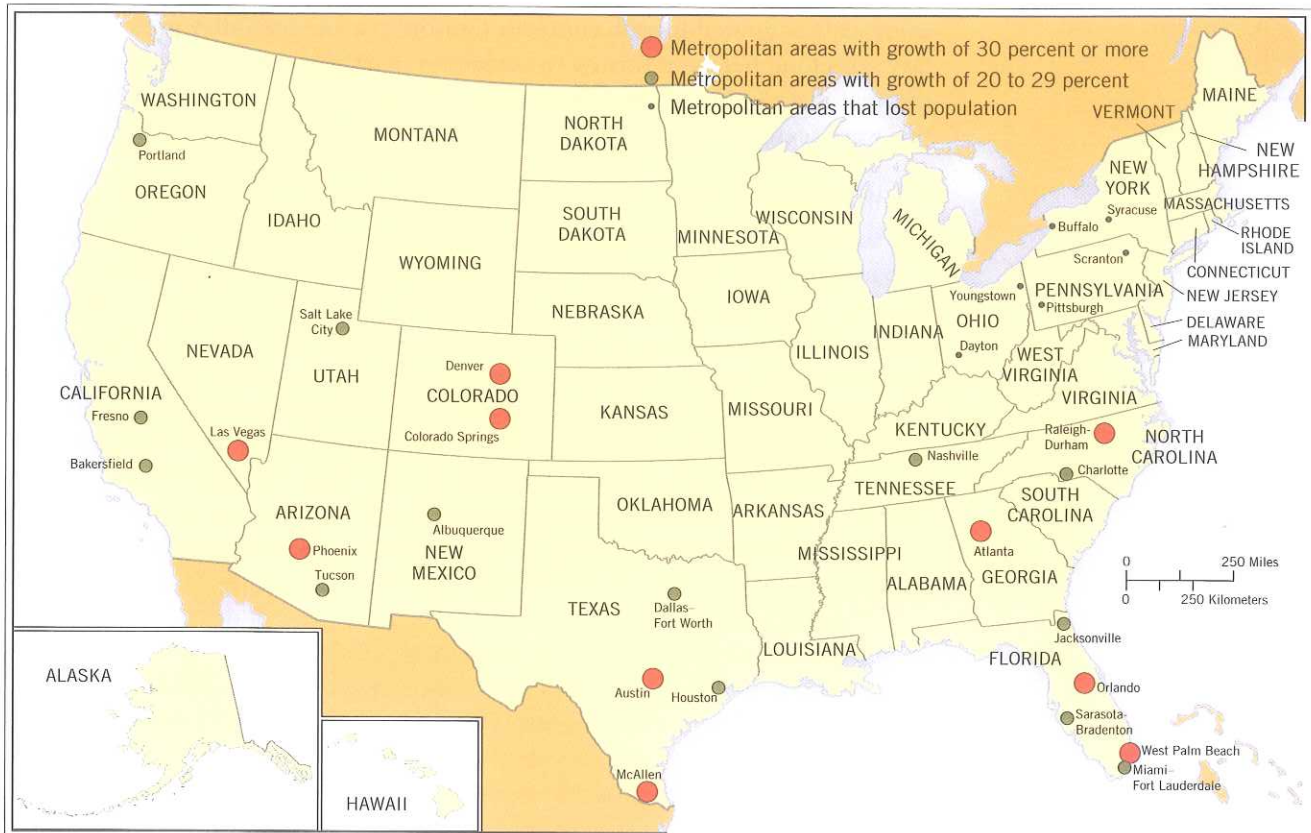 Metropolitan areas with growth of 30 percent or more
Metropolitan areas with growth of 20 to 29 percent
Metropolitan areas that lost population
WASHINGTON
Portland
OREGON
IDAHO
MONTANA
WYOMING
NORTH
DAKOTA
SOUTH
DAKOTA
MINNESOTA
WISCONSIN
MICHIGAN
VERMONT
MAINE
NEW
HAMPSHIRE
NEW
YORK
Syracuse
Buffalo
MASSACHUSETTS
RHODE
ISLAND
CONNECTICUT
Scranton
PENNSYLVANIA
Pittsburgh
NEW JERSEY
DELAWARE
MARYLAND
Youngstown
OHIO
Dayton
INDIANA
ILLINOIS
IOWA
NEBRASKA
NEVADA
Las Vegas
Salt Lake
City
UTAH
Denver
COLORADO
Colorado Springs
KANSAS
MISSOURI
KENTUCKY
WEST
VIRGINIA
VIRGINIA
CALIFORNIA
Fresno
Bakersfield
ARIZONA
Phoenix
Tucson
Albuquerque
NEW
MEXICO
OKLAHOMA
ARKANSAS
Nashville
TENNESSEE
Raleigh-
Durham
NORTH
CAROLINA
Charlotte
SOUTH
CAROLINA
Atlanta
GEORGIA
ALABAMA
MISSISSIPPI
LOUISIANA
TEXAS
Dallas–
Fort Worth
Austin
Houston
McAllen
Jacksonville
FLORIDA
Orlando
Sarasota-
Bradenton
West Palm Beach
Miami–
Fort Lauderdale
0 250 Miles
0 250 Kilometers
ALASKA
HAWAII